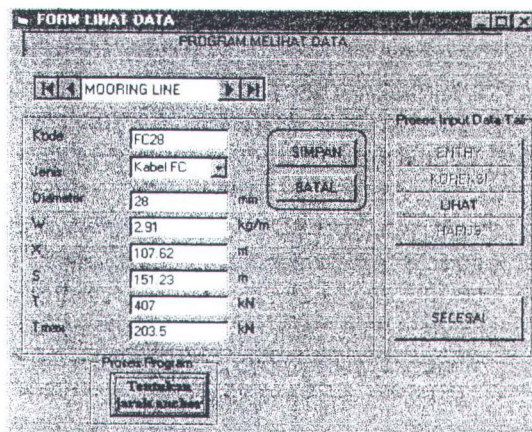 FORM LIHAT DATA
PROGRAM MELIHAT DATA
MOORING LINE
Kode FC28
Jenis Kabel FC
Diameter 28 mm
W 2.91 kg/m
X 107.62 m
S 151.23 m
T 407 kN
Tmax 203.5 kN
SIMPAN
BATAL
Proses Input Data Tali
ENTRY
KOREKSI
LIHAT
HAPUS
SELESAI
Proses Program
Tentukan
jarak anchor